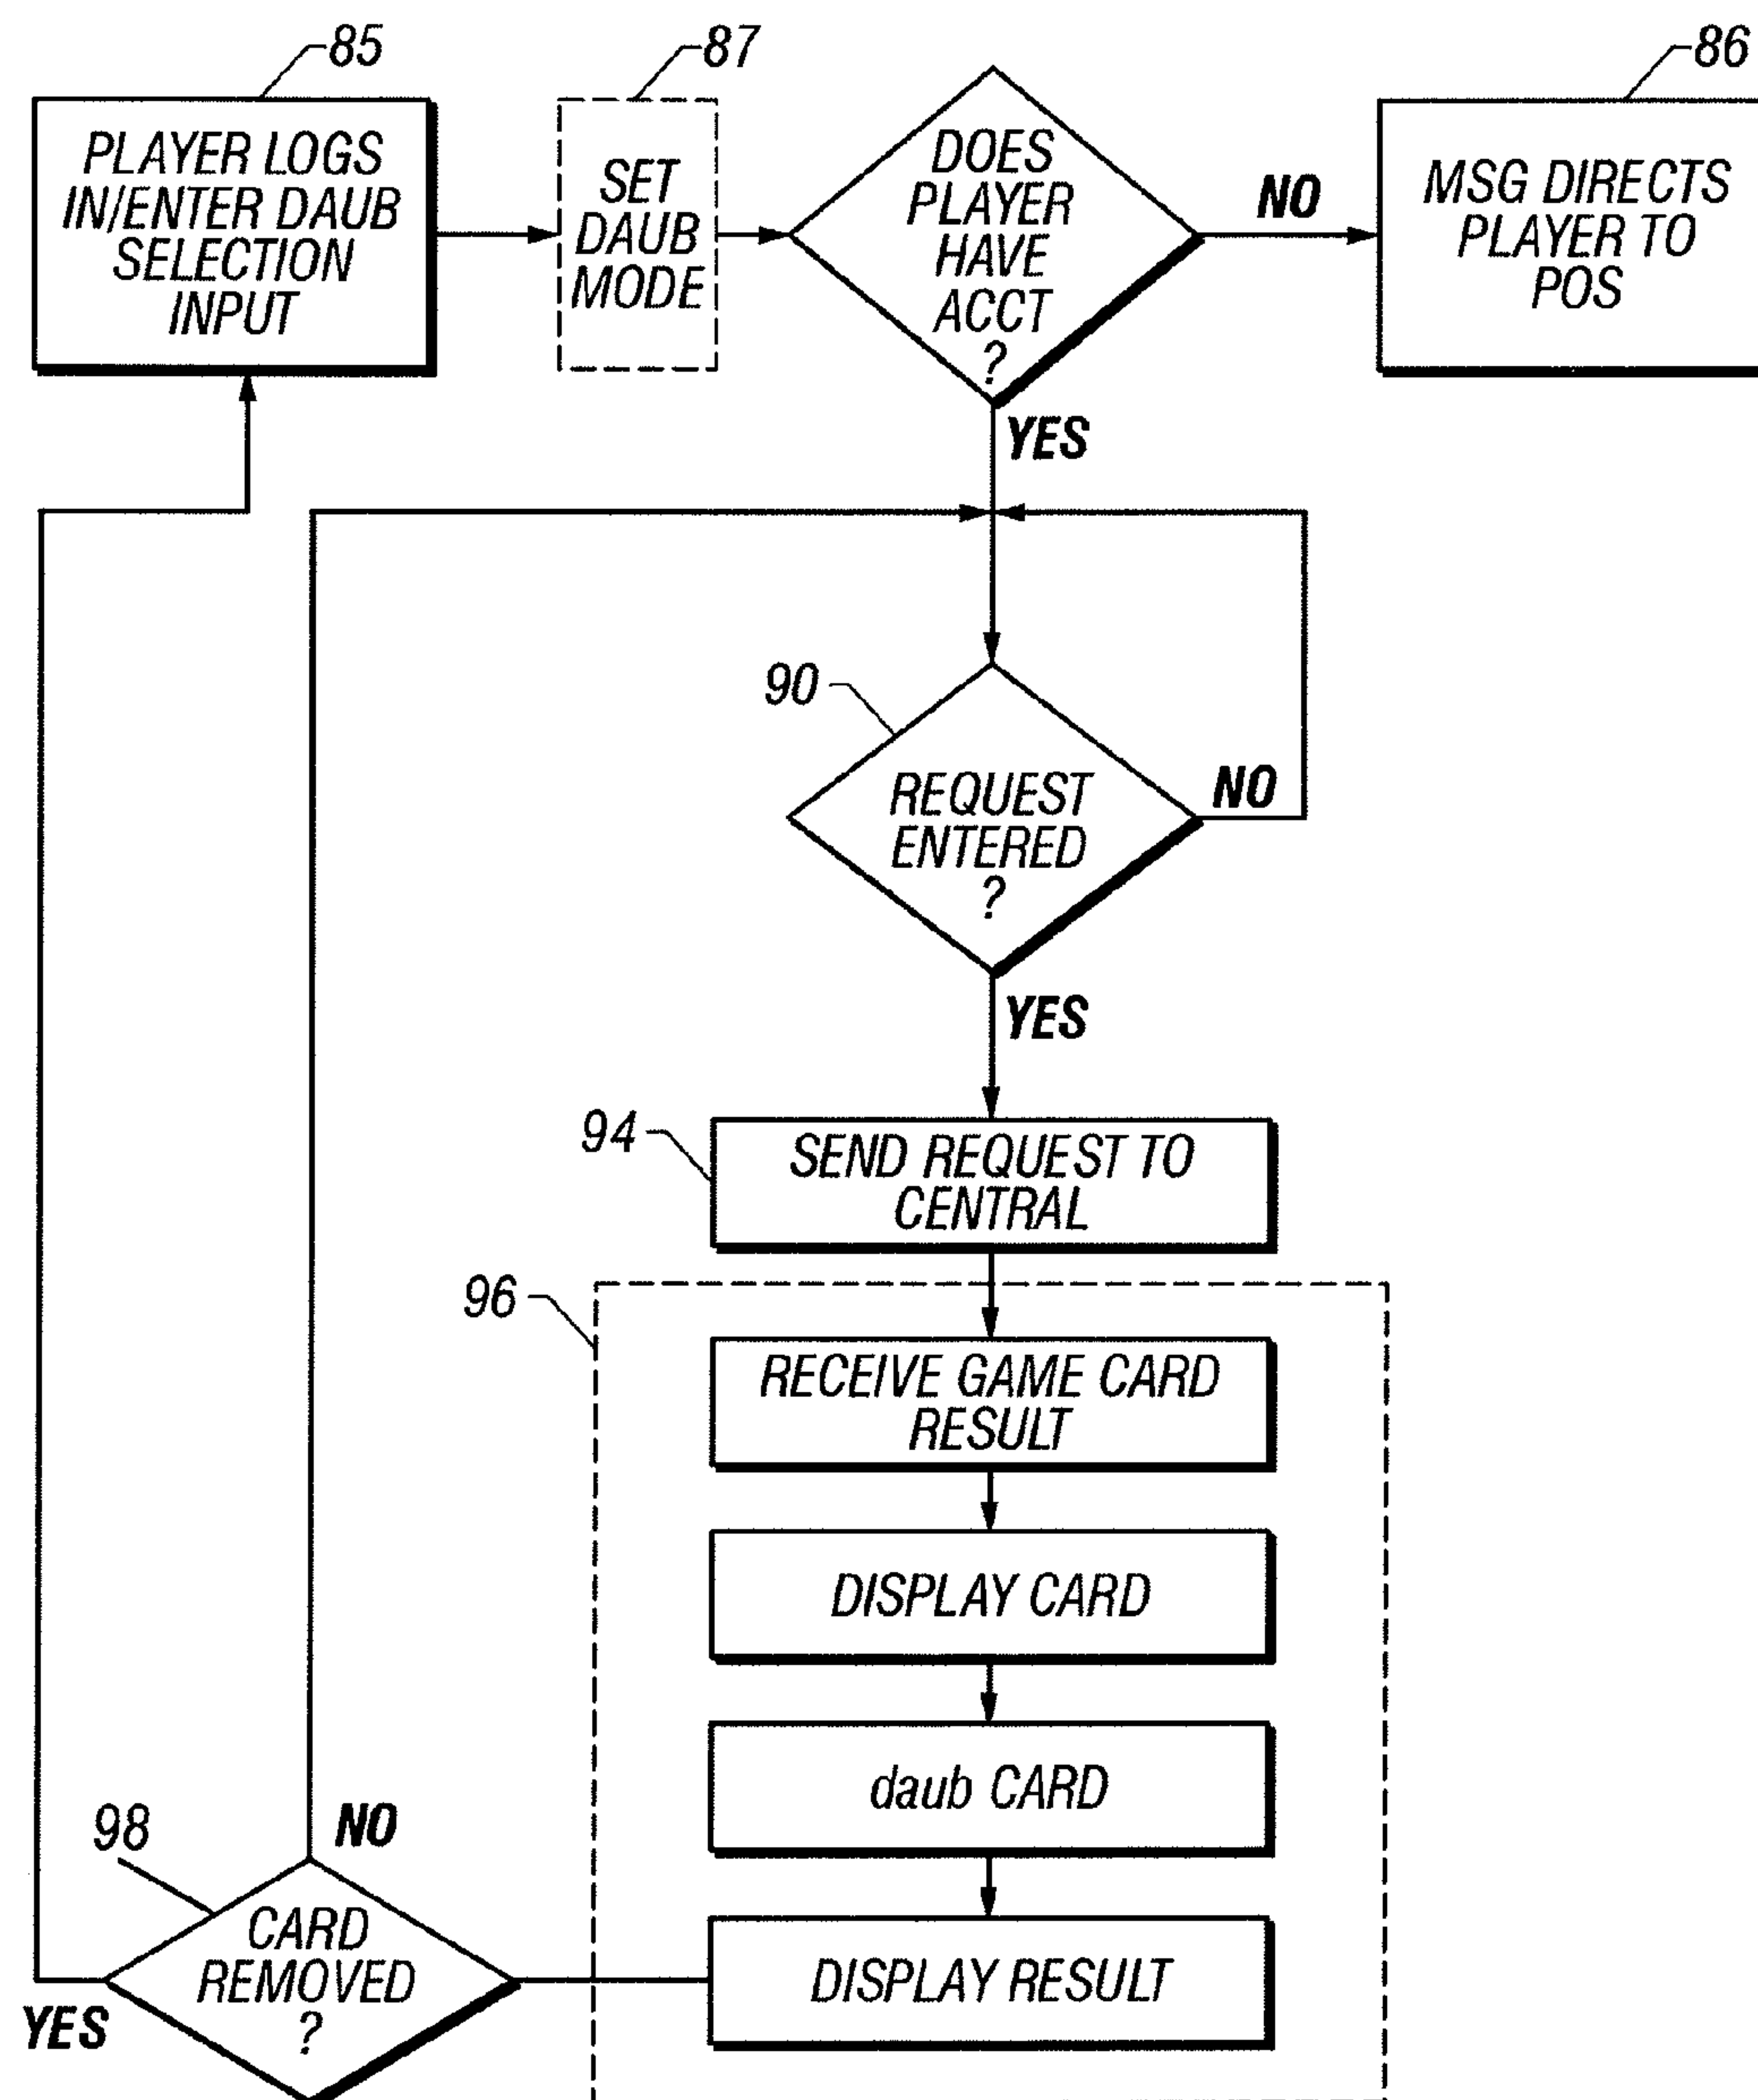 85
PLAYER LOGS
IN/ENTER DAUB
SELECTION
INPUT
87
SET
DAUB
MODE
DOES
PLAYER
HAVE
ACCT
?
NO
YES
86
MSG DIRECTS
PLAYER TO
POS
90
REQUEST
ENTERED
?
NO
YES
94
SEND REQUEST TO
CENTRAL
96
RECEIVE GAME CARD
RESULT
DISPLAY CARD
daub CARD
DISPLAY RESULT
98
NO
CARD
REMOVED
?
YES